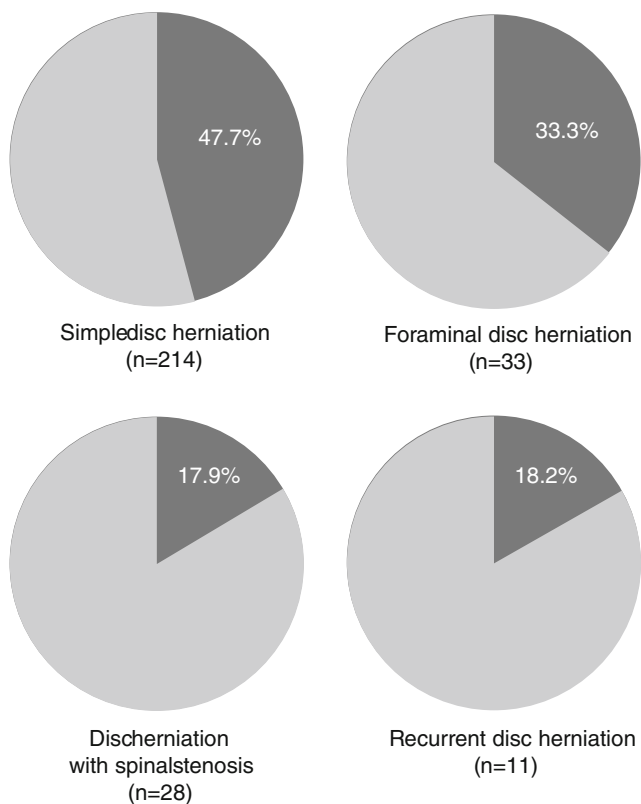 47.7%
Simpledisc herniation
(n=214)
33.3%
Foraminal disc herniation
(n=33)
17.9%
Discherniation
with spinalstenosis
(n=28)
18.2%
Recurrent disc herniation
(n=11)